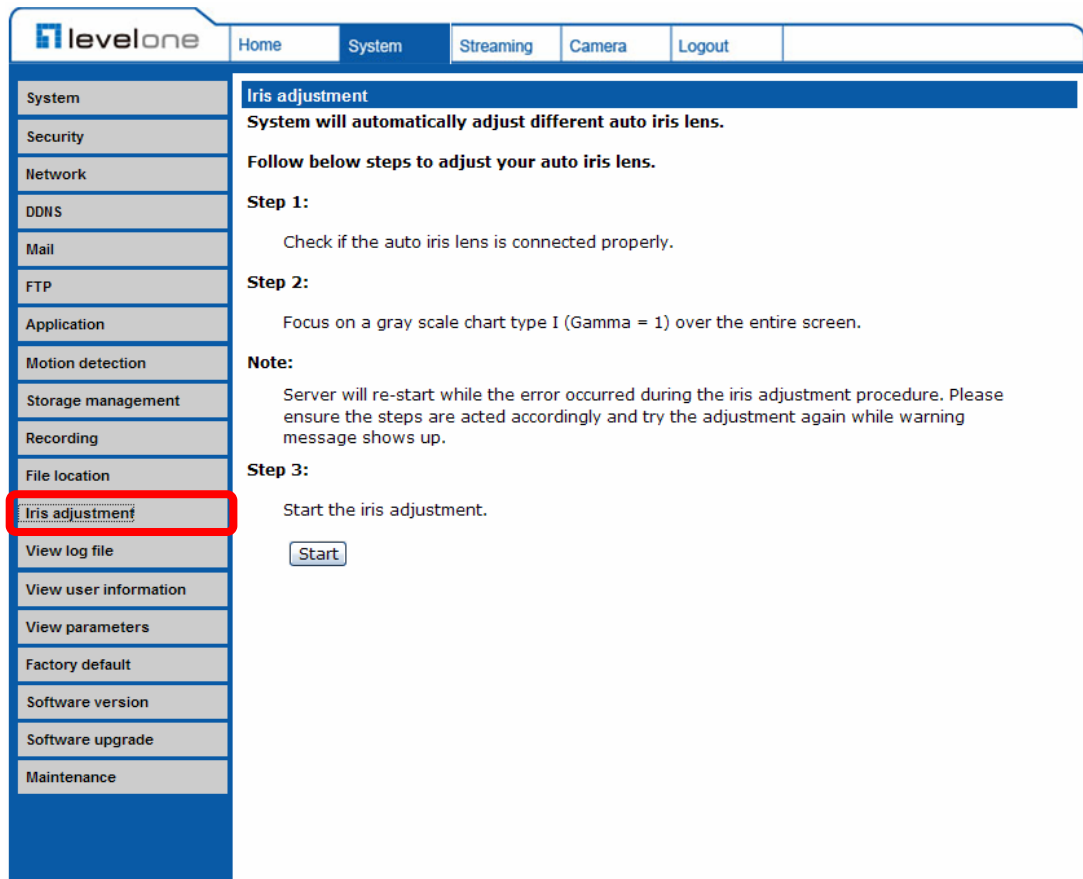 levelone
Home
System
Streaming
Camera
Logout
System
Security
Network
DDNS
Mail
FTP
Application
Motion detection
Storage management
Recording
File location
Iris adjustment
View log file
View user information
View parameters
Factory default
Software version
Software upgrade
Maintenance
Iris adjustment
System will automatically adjust different auto iris lens.
Follow below steps to adjust your auto iris lens.
Step 1:
Check if the auto iris lens is connected properly.
Step 2:
Focus on a gray scale chart type I (Gamma = 1) over the entire screen.
Note:
Server will re-start while the error occurred during the iris adjustment procedure. Please
ensure the steps are acted accordingly and try the adjustment again while warning
message shows up.
Step 3:
Start the iris adjustment.
Start